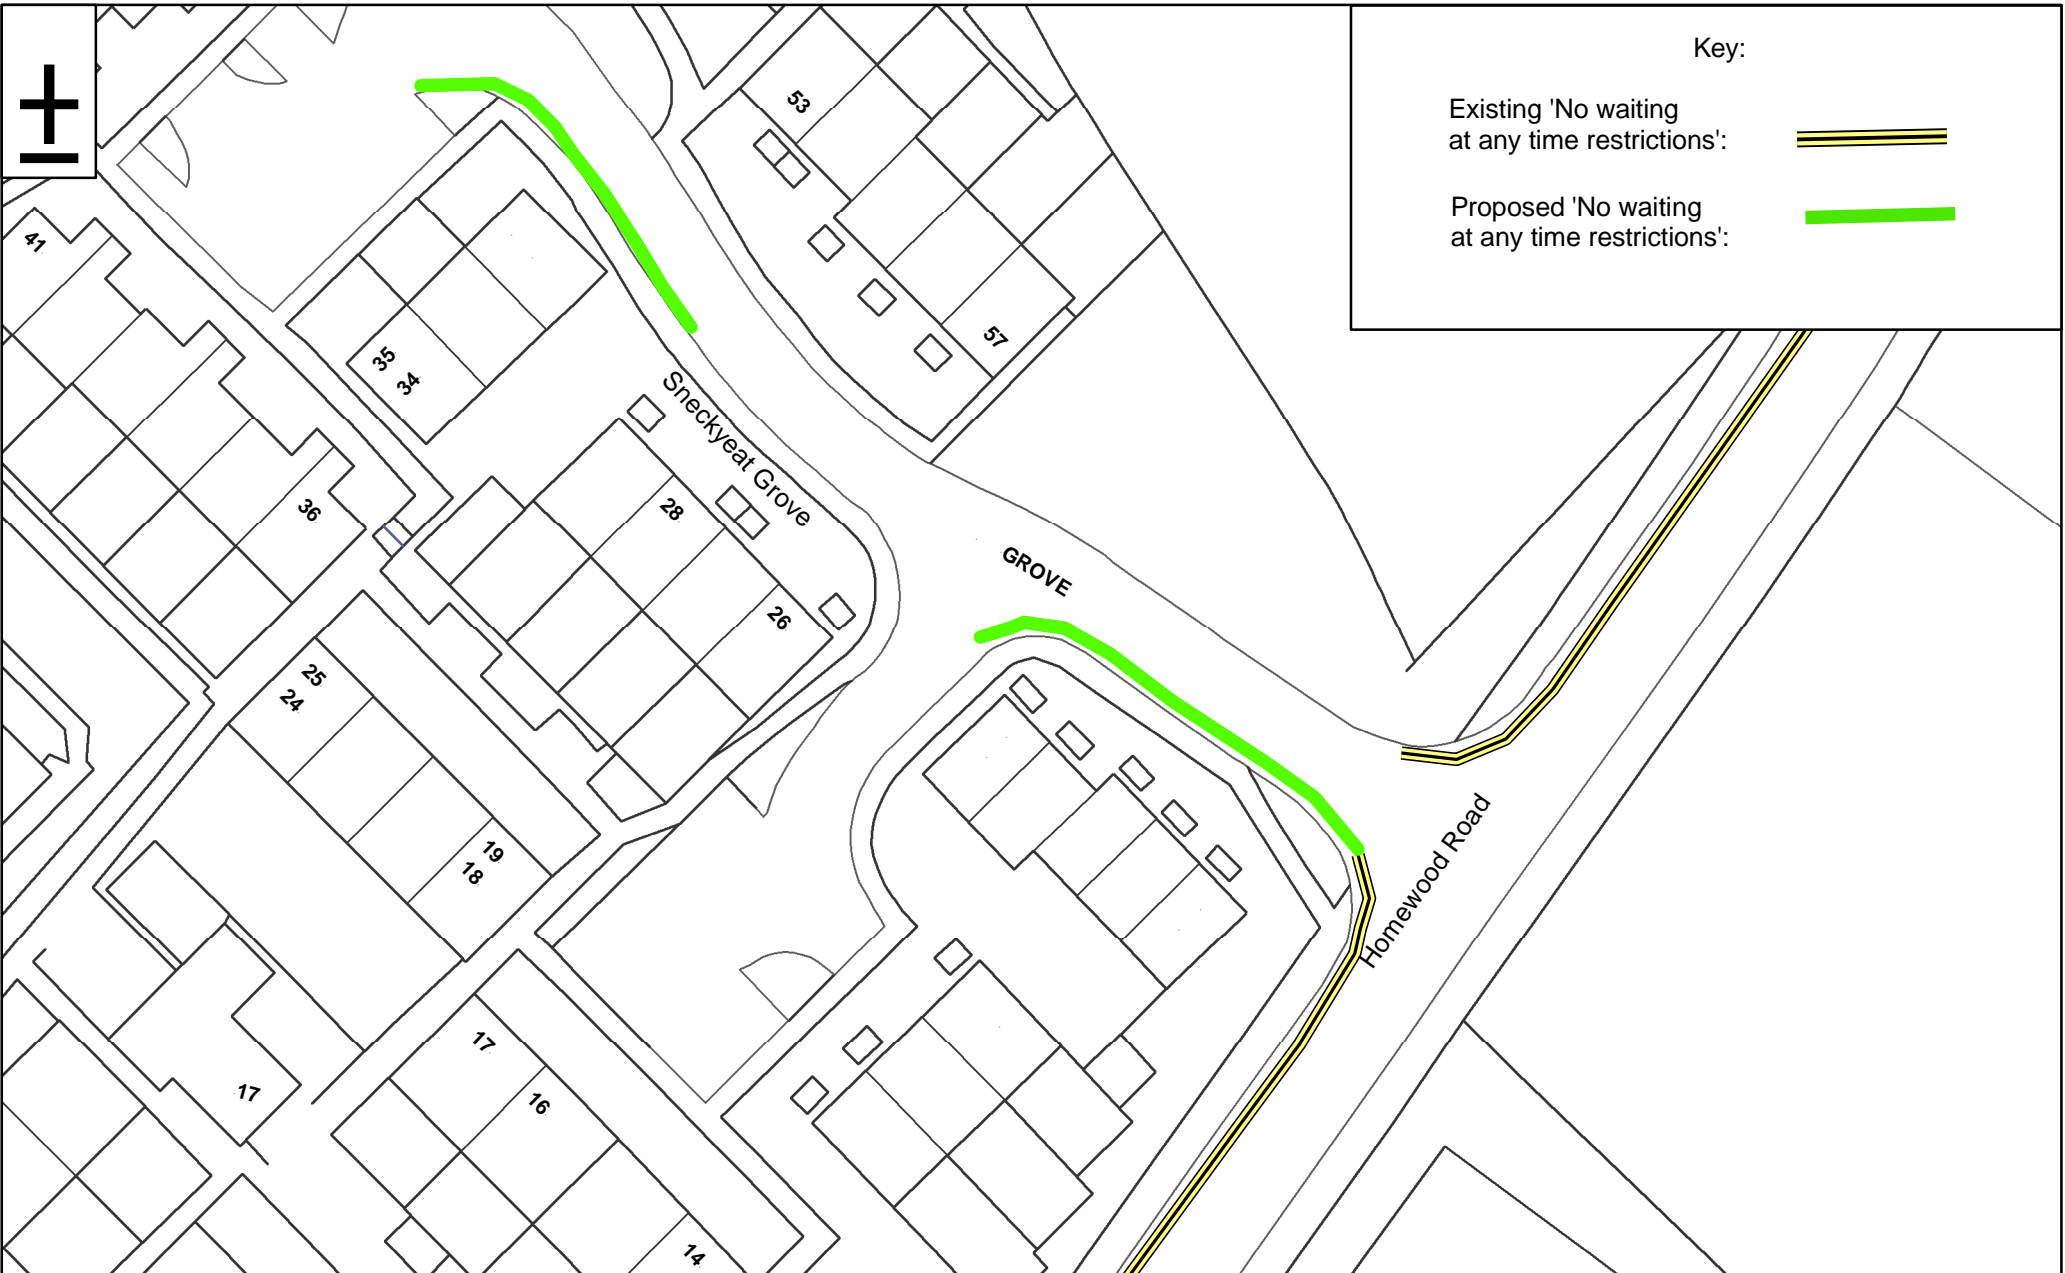 Key:
Existing 'No waiting
at any time restrictions':
Proposed 'No waiting
at any time restrictions':
53
41
57
35
34
Sneckyeat Grove
28
36
GROVE
26
25
24
19
18
Homewood Road
17
16
17
14